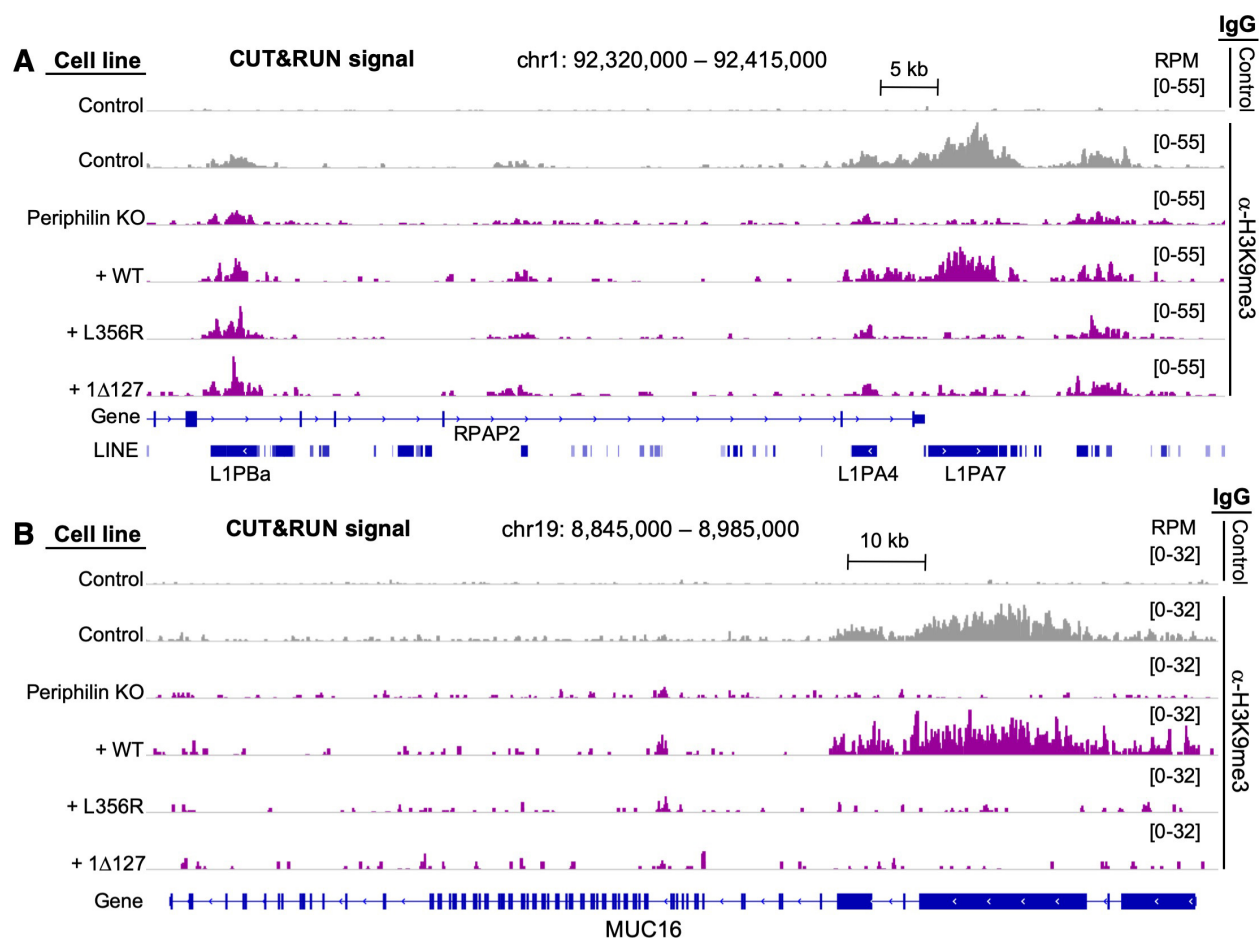 IgG
A Cell line CUT&RUN signal chr1: 92,320,000 – 92,415,000 RPM
5 kb
Control [0-55] Control
Control [0-55]
Periphilin KO [0-55]
+ WT [0-55]
+ L356R [0-55]
+ 1Δ127 [0-55]
α-H3K9me3
Gene
RPAP2
LINE
L1PBa L1PA4 L1PA7
IgG
B Cell line CUT&RUN signal chr19: 8,845,000 – 8,985,000 RPM
10 kb
Control [0-32] Control
Control [0-32]
Periphilin KO [0-32]
+ WT [0-32]
+ L356R [0-32]
+ 1Δ127 [0-32]
α-H3K9me3
Gene
MUC16